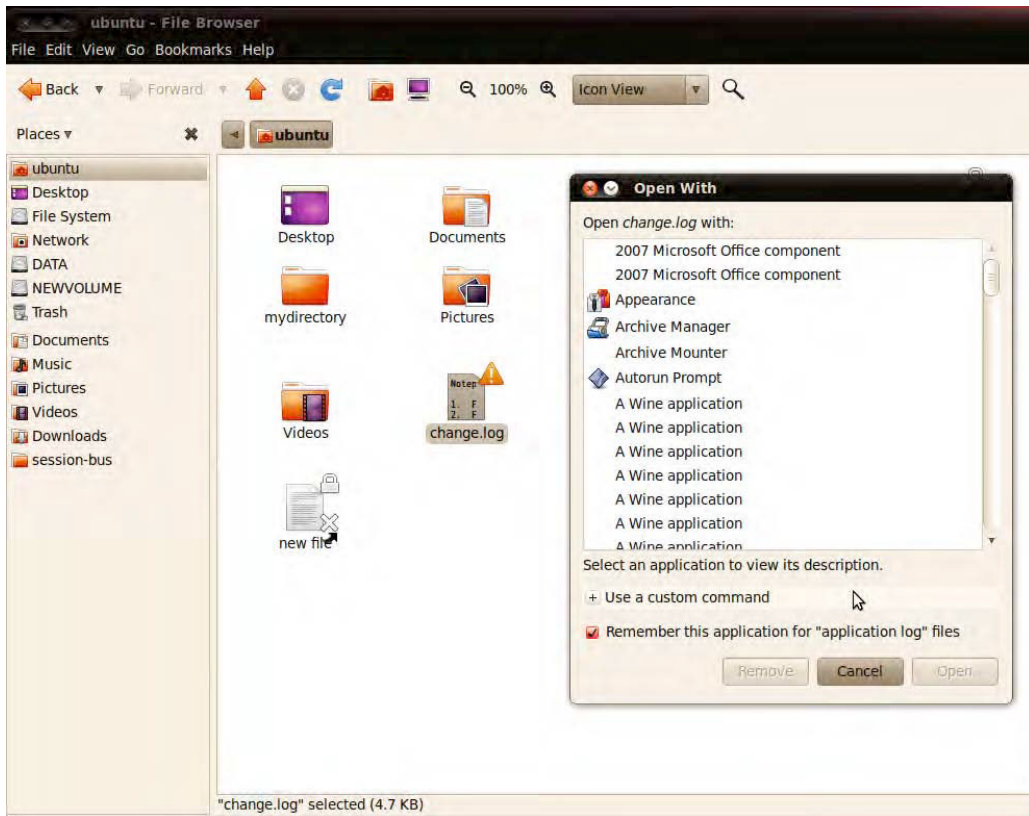 ubuntu - File Browser
File Edit View Go Bookmarks Help
Back Forward 100% Icon View
Places
ubuntu
ubuntu
Desktop
File System
Network
DATA
NEWVOLUME
Trash
Documents
Music
Pictures
Videos
Downloads
session-bus
Desktop
Documents
mydirectory
Pictures
Videos
Notep
1. F
2. F
change.log
new file
Open With
Open change.log with:
2007 Microsoft Office component
2007 Microsoft Office component
Appearance
Archive Manager
Archive Mounter
Autorun Prompt
A Wine application
A Wine application
A Wine application
A Wine application
A Wine application
A Wine application
A Wine application
Select an application to view its description.
+ Use a custom command
Remember this application for "application log" files
Remove Cancel Open
"change.log" selected (4.7 KB)